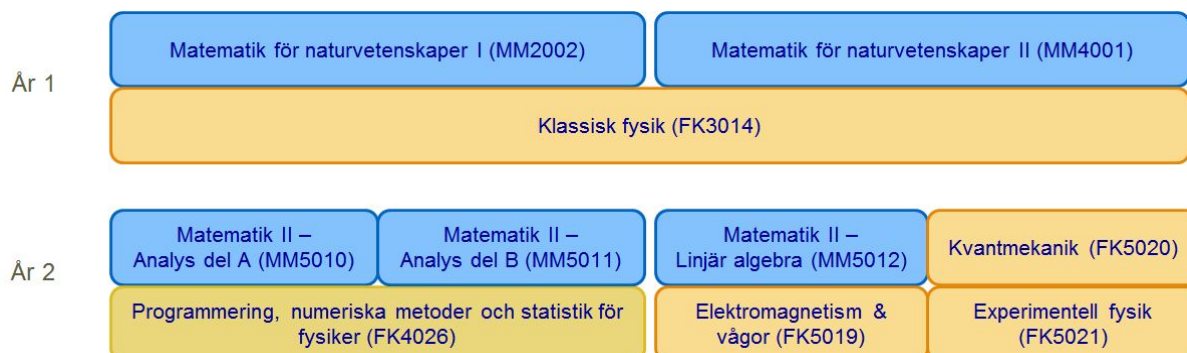 År 1
Matematik för naturvetenskaper I (MM2002)
Matematik för naturvetenskaper II (MM4001)
Klassisk fysik (FK3014)
År 2
Matematik II –
Analys del A (MM5010)
Matematik II –
Analys del B (MM5011)
Matematik II –
Linjär algebra (MM5012)
Kvantmekanik (FK5020)
Programmering, numeriska metoder och statistik för
fysiker (FK4026)
Elektromagnetism &
vågor (FK5019)
Experimentell fysik
(FK5021)